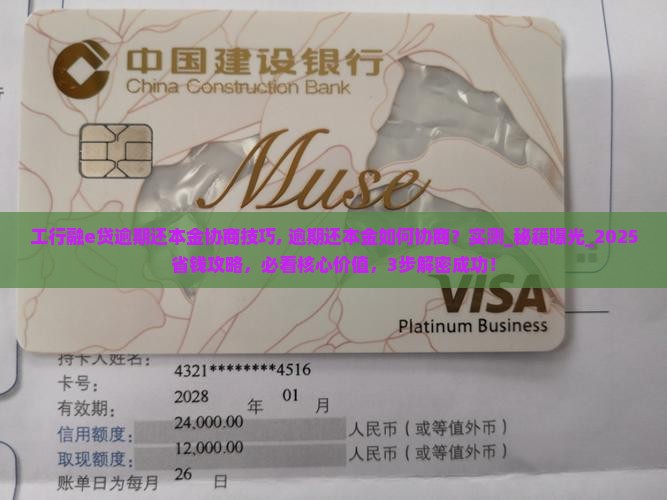 中国建设银行
China Construction Bank
Muse
工行融e贷逾期还本金协商技巧, 逾期还本金如何协商？实测_秘籍曝光_2025
省钱攻略，必看核心价值，3步解密成功！
VISA
Platinum Business
持卡人姓名：
卡号： 4321********4516
有效期： 2028 年 01 月
信用额度： 24,000.00 人民币（或等值外币）
取现额度： 12,000.00 人民币（或等值外币）
账单日为每月 26 日